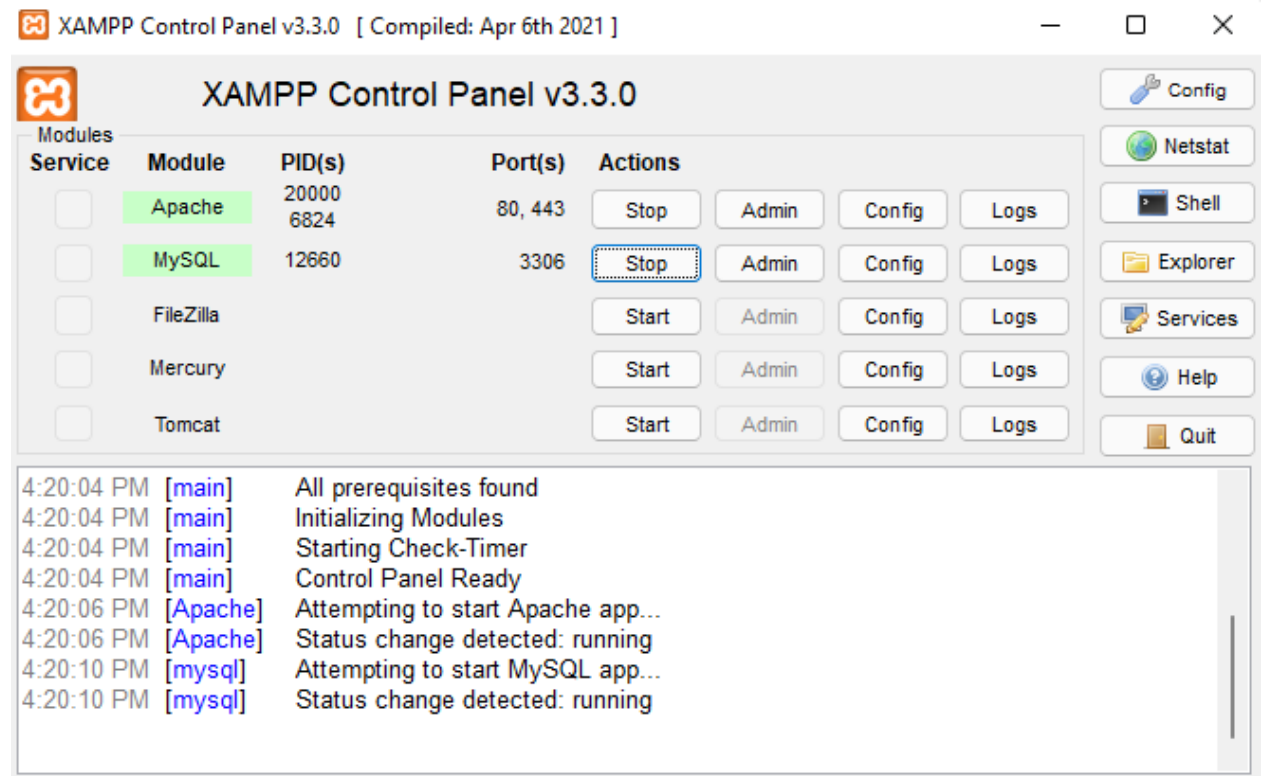 XAMPP Control Panel v3.3.0 [ Compiled: Apr 6th 2021 ]
XAMPP Control Panel v3.3.0
Config
Modules
Service Module PID(s) Port(s) Actions
Netstat
Apache 20000 6824 80, 443 Stop Admin Config Logs
Shell
MySQL 12660 3306 Stop Admin Config Logs
Explorer
FileZilla Start Admin Config Logs
Services
Mercury Start Admin Config Logs
Help
Tomcat Start Admin Config Logs
Quit
4:20:04 PM [main] All prerequisites found
4:20:04 PM [main] Initializing Modules
4:20:04 PM [main] Starting Check-Timer
4:20:04 PM [main] Control Panel Ready
4:20:06 PM [Apache] Attempting to start Apache app...
4:20:06 PM [Apache] Status change detected: running
4:20:10 PM [mysql] Attempting to start MySQL app...
4:20:10 PM [mysql] Status change detected: running